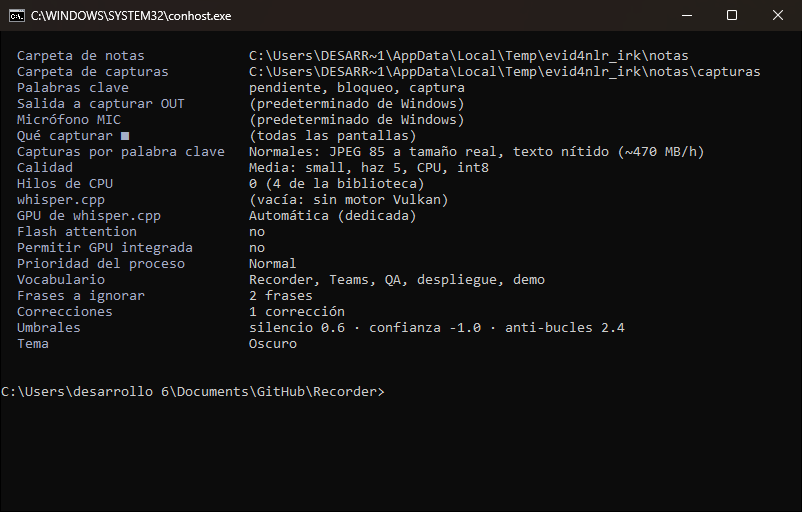 C:\WINDOWS\SYSTEM32\conhost.exe
Carpeta de notas C:\Users\DESARR~1\AppData\Local\Temp\evid4nlr_irk\notas
Carpeta de capturas C:\Users\DESARR~1\AppData\Local\Temp\evid4nlr_irk\notas\capturas
Palabras clave pendiente, bloqueo, captura
Salida a capturar OUT (predeterminado de Windows)
Micrófono MIC (predeterminado de Windows)
Qué capturar ■ (todas las pantallas)
Capturas por palabra clave Normales: JPEG 85 a tamaño real, texto nítido (~470 MB/h)
Calidad Media: small, haz 5, CPU, int8
Hilos de CPU 0 (4 de la biblioteca)
whisper.cpp (vacía: sin motor Vulkan)
GPU de whisper.cpp Automática (dedicada)
Flash attention no
Permitir GPU integrada no
Prioridad del proceso Normal
Vocabulario Recorder, Teams, QA, despliegue, demo
Frases a ignorar 2 frases
Correcciones 1 corrección
Umbrales silencio 0.6 · confianza -1.0 · anti-bucles 2.4
Tema Oscuro
C:\Users\desarrollo 6\Documents\GitHub\Recorder>